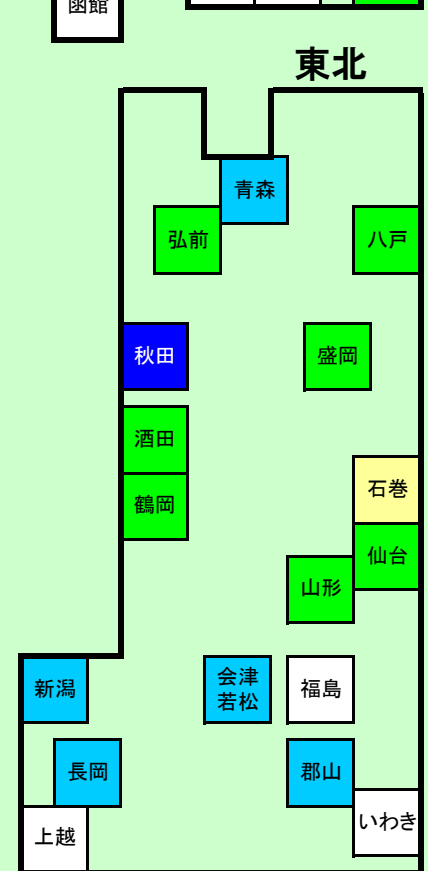 函館
東北
青森
弘前
八戸
秋田
盛岡
酒田
石巻
鶴岡
仙台
山形
新潟
会津
若松
福島
長岡
郡山
いわき
上越